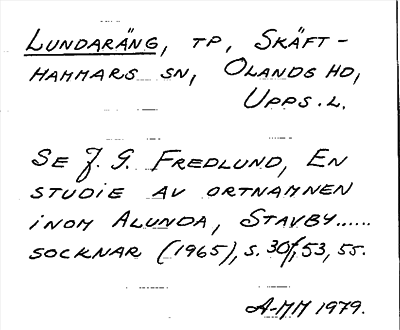 LUNDARÄNG, TP, SKÄFT-
HAMMARS SN, OLANDS HD,
UPPS. L.
SE J. G. FREDLUND, EN
STUDIE AV ORTNAMNEN
INOM ALUNDA, STAVBY......
SOCKNAR (1965), S. 30f, 53, 55.
A-MM 1979.